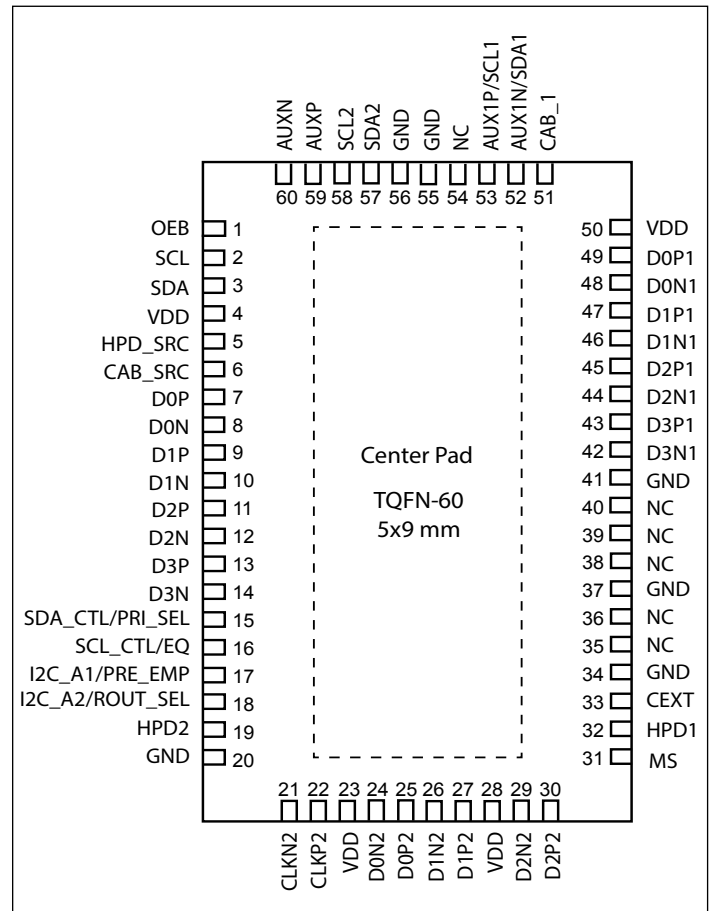 AUXN
AUXP
SCL2
SDA2
GND
GND
NC
AUX1P/SCL1
AUX1N/SDA1
CAB_1
60 59 58 57 56 55 54 53 52 51
OEB 1
SCL 2
SDA 3
VDD 4
HPD_SRC 5
CAB_SRC 6
D0P 7
D0N 8
D1P 9
D1N 10
D2P 11
D2N 12
D3P 13
D3N 14
SDA_CTL/PRI_SEL 15
SCL_CTL/EQ 16
I2C_A1/PRE_EMP 17
I2C_A2/ROUT_SEL 18
HPD2 19
GND 20
Center Pad
TQFN-60
5x9 mm
50 VDD
49 D0P1
48 D0N1
47 D1P1
46 D1N1
45 D2P1
44 D2N1
43 D3P1
42 D3N1
41 GND
40 NC
39 NC
38 NC
37 GND
36 NC
35 NC
34 GND
33 CEXT
32 HPD1
31 MS
21 22 23 24 25 26 27 28 29 30
CLKN2
CLKP2
VDD
D0N2
D0P2
D1N2
D1P2
VDD
D2N2
D2P2